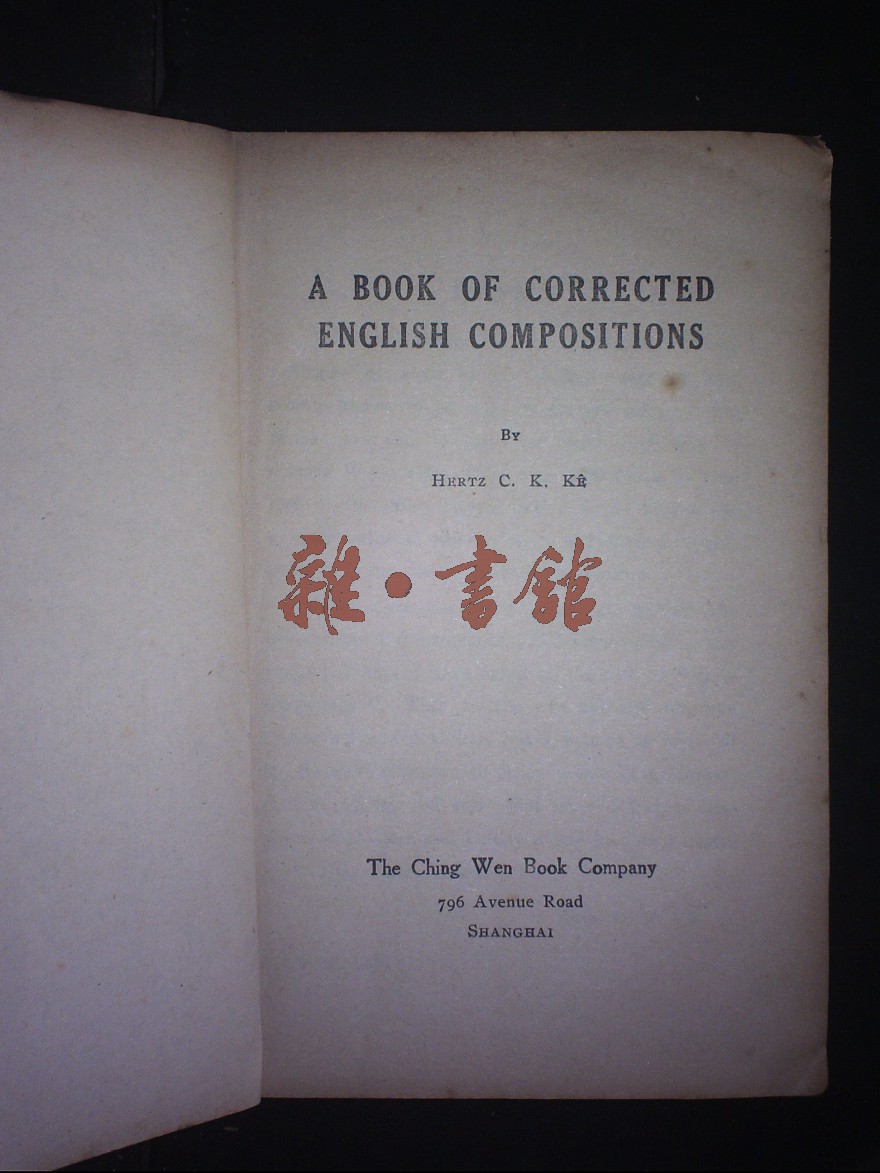 A BOOK OF CORRECTED
ENGLISH COMPOSITIONS
BY
HERTZ C. K. KÊ
雜·書館
The Ching Wen Book Company
796 Avenue Road
SHANGHAI